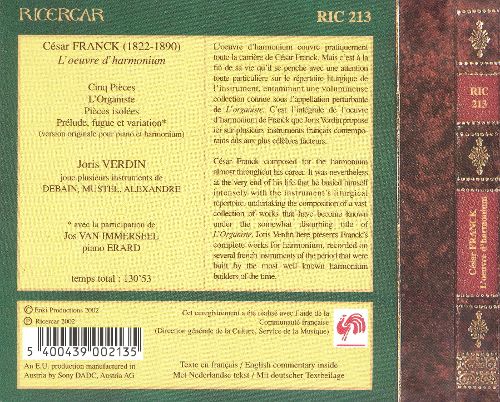 RICERCAR
RIC 213
César FRANCK (1822-1890)
L'oeuvre d'harmonium
Cinq Pièces
L'Organiste
Pièces isolées
Prélude, fugue et variation*
(version originale pour piano et harmonium)
Joris VERDIN
joue plusieurs instruments de
DEBAIN, MUSTEL, ALEXANDRE
* avec la participation de
Jos VAN IMMERSEEL
piano ERARD
temps total : 130'53
L'oeuvre d'harmonium couvre pratiquement
toute la carrière de César Franck. Mais c'est à la
fin de sa vie qu'il se penche avec une attention
toute particulière sur le répertoire liturgique de
l'instrument, entammant une volumineuse
collection connue sous l'appellation perturbante
de L'Organiste. C'est l'intégrale de l'oeuvre
d'harmonium de Franck que Joris Verdin propose
ici sur plusieurs instruments français contempo-
rains dûs aux plus célèbres facteurs.
César Franck composed for the harmonium
almost throughout his career. It was nevertheless
at the very end of his life that he busied himself
intensively with the instrument's liturgical
repertoire, undertaking the composition of a vast
collection of works that have become known
under the somewhat disturbing title of
L'Organiste. Joris Verdin here presents Franck's
complete works for harmonium, recorded on
several french instruments of the period that were
built by the most well known harmonium
builders of the time.
Ⓟ Enki Productions 2002
© Ricercar 2002
5 400439 002135
An E.U. product manufactured in
Austria by Sony DADC, Austria AG
Cet enregistrement a été réalisé avec l'aide de la
Communauté française
(Direction générale de la Culture, Service de la Musique)
Texte en français / English commentary inside
Met Nederlandse tekst / Mit deutscher Textbeilage
RIC
213
César FRANCK
L'oeuvre d'harmonium